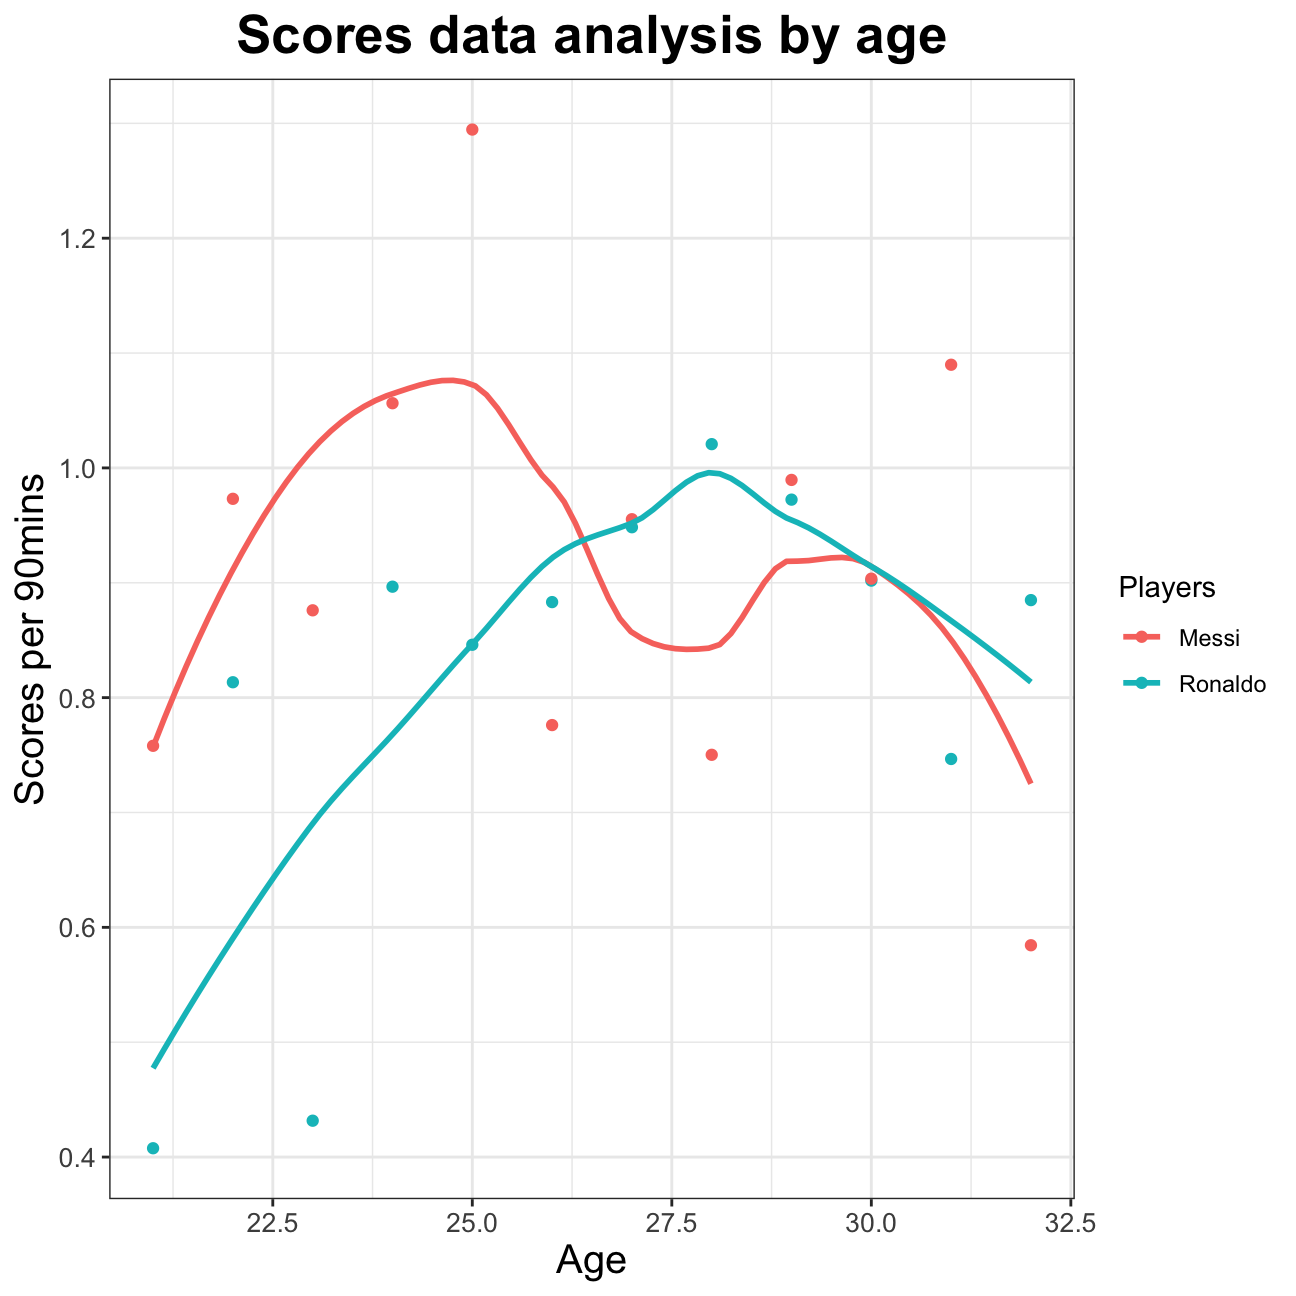 Scores data analysis by age
Scores per 90mins
1.2
1.0
0.8
0.6
0.4
22.5 25.0 27.5 30.0 32.5
Age
Players
Messi
Ronaldo